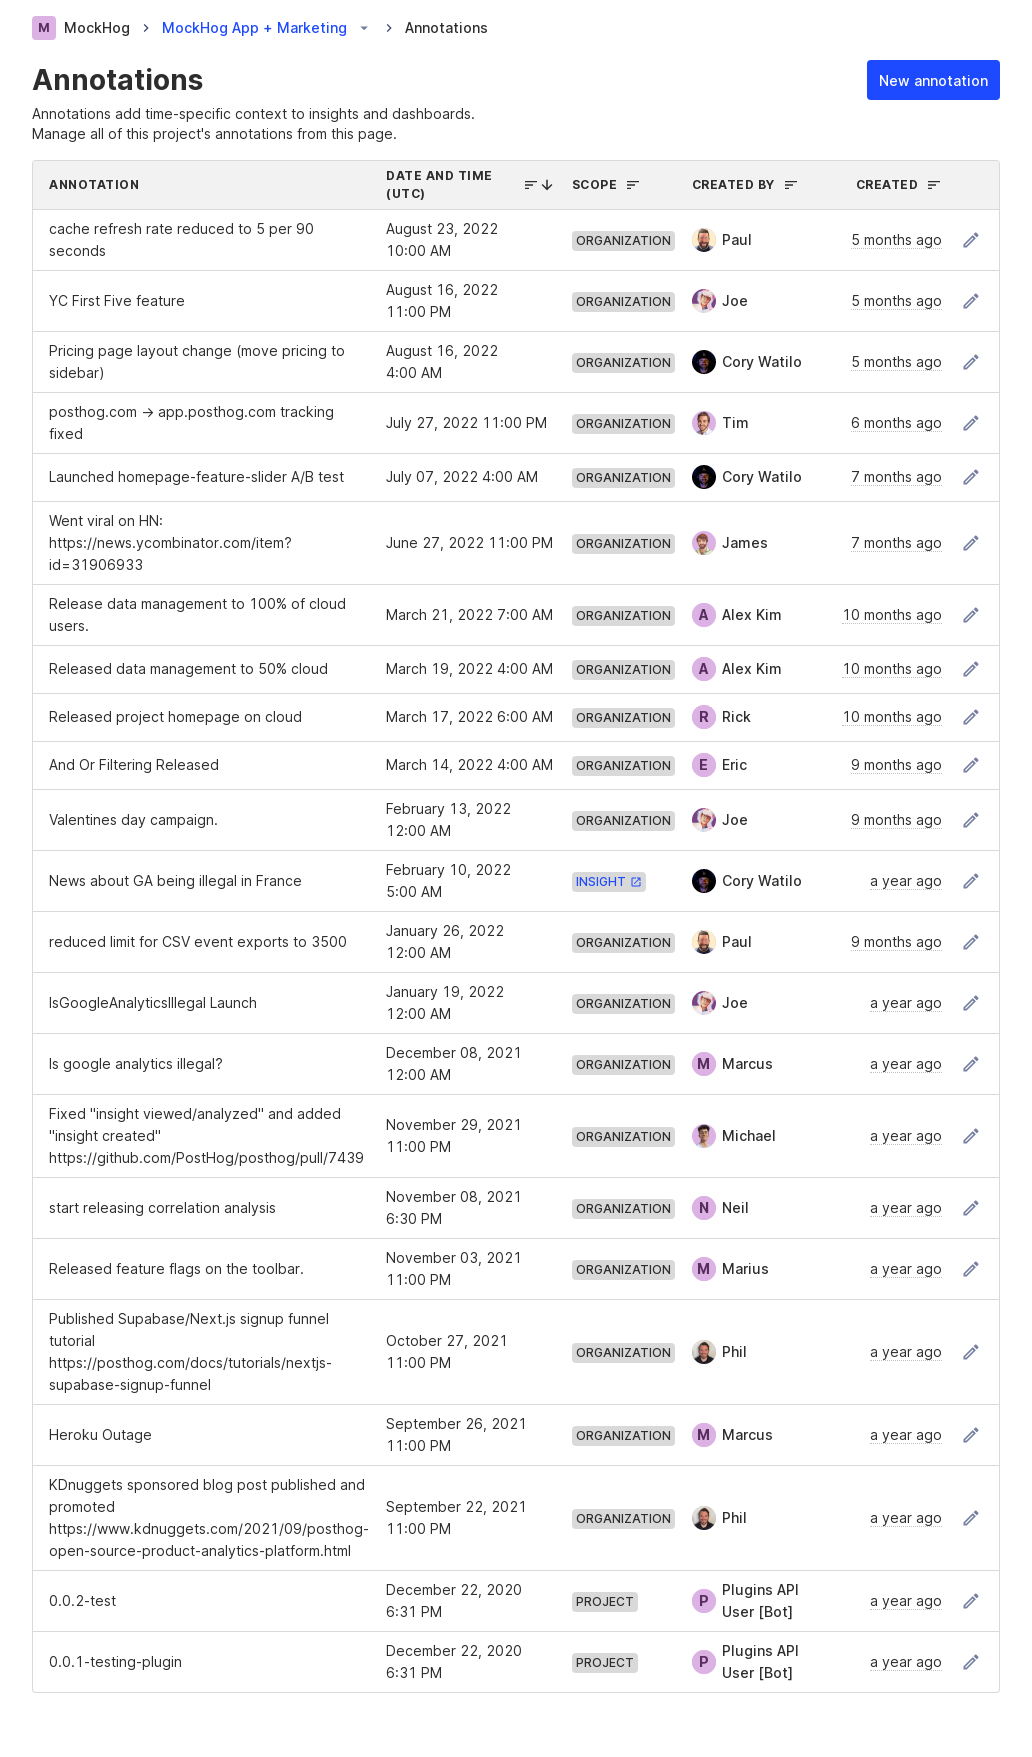 M MockHog > MockHog App + Marketing > Annotations
Annotations
New annotation
Annotations add time-specific context to insights and dashboards.
Manage all of this project's annotations from this page.
ANNOTATION DATE AND TIME (UTC) SCOPE CREATED BY CREATED
cache refresh rate reduced to 5 per 90
seconds
August 23, 2022
10:00 AM
ORGANIZATION Paul 5 months ago
YC First Five feature
August 16, 2022
11:00 PM
ORGANIZATION Joe 5 months ago
Pricing page layout change (move pricing to
sidebar)
August 16, 2022
4:00 AM
ORGANIZATION Cory Watilo 5 months ago
posthog.com → app.posthog.com tracking
fixed
July 27, 2022 11:00 PM ORGANIZATION Tim 6 months ago
Launched homepage-feature-slider A/B test July 07, 2022 4:00 AM ORGANIZATION Cory Watilo 7 months ago
Went viral on HN:
https://news.ycombinator.com/item?
id=31906933
June 27, 2022 11:00 PM ORGANIZATION James 7 months ago
Release data management to 100% of cloud
users.
March 21, 2022 7:00 AM ORGANIZATION A Alex Kim 10 months ago
Released data management to 50% cloud March 19, 2022 4:00 AM ORGANIZATION A Alex Kim 10 months ago
Released project homepage on cloud March 17, 2022 6:00 AM ORGANIZATION R Rick 10 months ago
And Or Filtering Released March 14, 2022 4:00 AM ORGANIZATION E Eric 9 months ago
Valentines day campaign.
February 13, 2022
12:00 AM
ORGANIZATION Joe 9 months ago
News about GA being illegal in France
February 10, 2022
5:00 AM
INSIGHT Cory Watilo a year ago
reduced limit for CSV event exports to 3500
January 26, 2022
12:00 AM
ORGANIZATION Paul 9 months ago
IsGoogleAnalyticsIllegal Launch
January 19, 2022
12:00 AM
ORGANIZATION Joe a year ago
Is google analytics illegal?
December 08, 2021
12:00 AM
ORGANIZATION M Marcus a year ago
Fixed "insight viewed/analyzed" and added
"insight created"
https://github.com/PostHog/posthog/pull/7439
November 29, 2021
11:00 PM
ORGANIZATION Michael a year ago
start releasing correlation analysis
November 08, 2021
6:30 PM
ORGANIZATION N Neil a year ago
Released feature flags on the toolbar.
November 03, 2021
11:00 PM
ORGANIZATION M Marius a year ago
Published Supabase/Next.js signup funnel
tutorial
https://posthog.com/docs/tutorials/nextjs-
supabase-signup-funnel
October 27, 2021
11:00 PM
ORGANIZATION Phil a year ago
Heroku Outage
September 26, 2021
11:00 PM
ORGANIZATION M Marcus a year ago
KDnuggets sponsored blog post published and
promoted
https://www.kdnuggets.com/2021/09/posthog-
open-source-product-analytics-platform.html
September 22, 2021
11:00 PM
ORGANIZATION Phil a year ago
0.0.2-test
December 22, 2020
6:31 PM
PROJECT P Plugins API
User [Bot]
a year ago
0.0.1-testing-plugin
December 22, 2020
6:31 PM
PROJECT P Plugins API
User [Bot]
a year ago